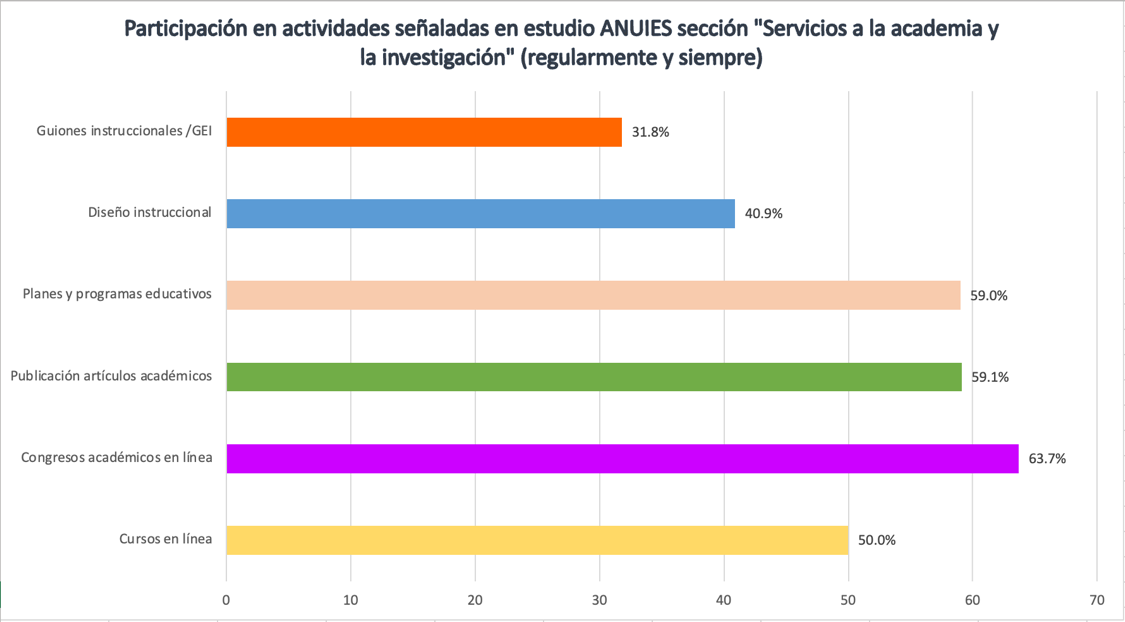 Participación en actividades señaladas en estudio ANUIES sección "Servicios a la academia y
la investigación" (regularmente y siempre)
Guiones instruccionales /GEI
31.8%
Diseño instruccional
40.9%
Planes y programas educativos
59.0%
Publicación artículos académicos
59.1%
Congresos académicos en línea
63.7%
Cursos en línea
50.0%
0 10 20 30 40 50 60 70